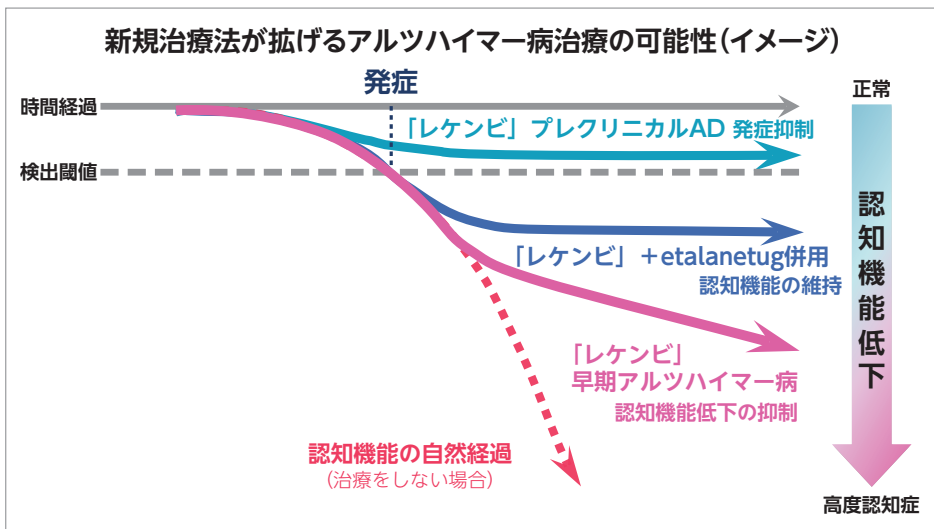 新規治療法が拡げるアルツハイマー病治療の可能性(イメージ)
発症
正常
時間経過
「レケンビ」プレクリニカルAD 発症抑制
検出閾値
認知機能低下
「レケンビ」+etalanetug併用
認知機能の維持
「レケンビ」
早期アルツハイマー病
認知機能低下の抑制
認知機能の自然経過
(治療をしない場合)
高度認知症